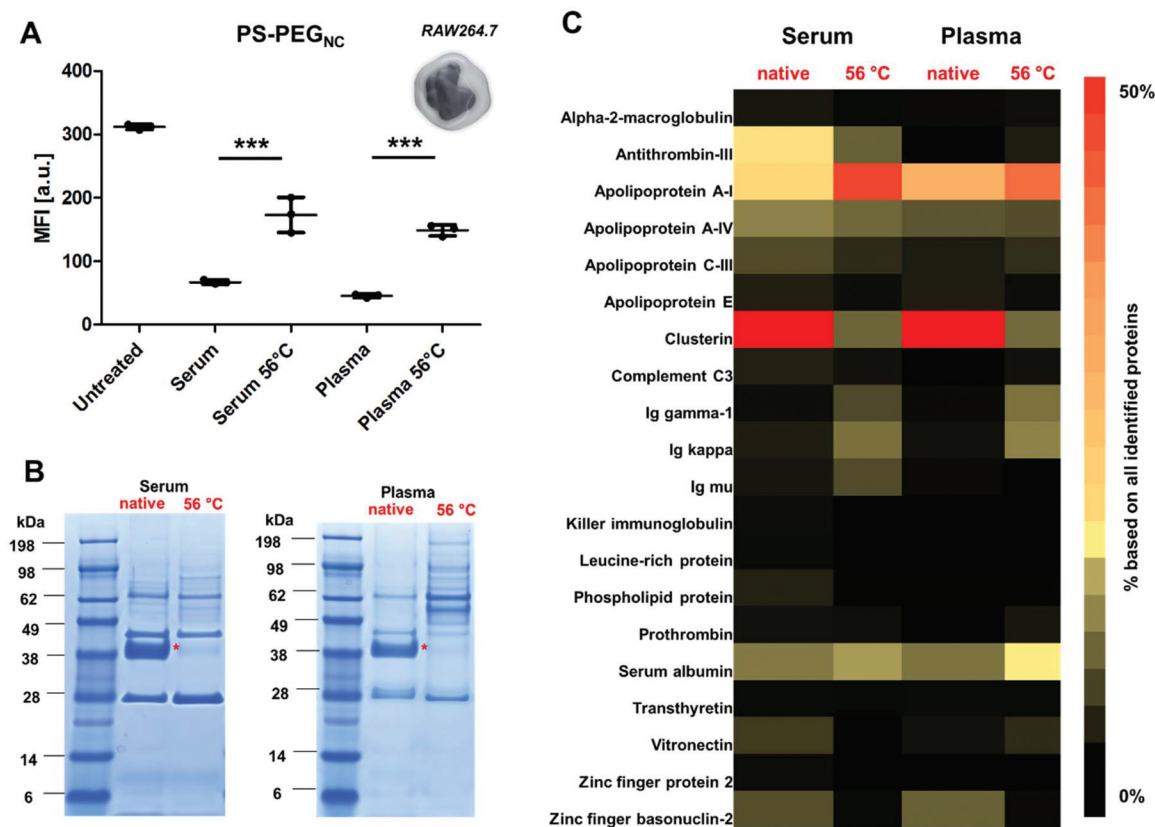 A
PS-PEGNC
RAW264.7
MFI [a.u.]
400
300
200
100
0
***
***
Untreated
Serum
Serum 56°C
Plasma
Plasma 56°C
B
Serum
native 56 °C
kDa
198
98
62
49
38
28
14
6
*
Plasma
native 56 °C
kDa
198
98
62
49
38
28
14
6
*
C
Serum Plasma
native 56 °C native 56 °C
Alpha-2-macroglobulin
Antithrombin-III
Apolipoprotein A-I
Apolipoprotein A-IV
Apolipoprotein C-III
Apolipoprotein E
Clusterin
Complement C3
Ig gamma-1
Ig kappa
Ig mu
Killer immunoglobulin
Leucine-rich protein
Phospholipid protein
Prothrombin
Serum albumin
Transthyretin
Vitronectin
Zinc finger protein 2
Zinc finger basonuclin-2
50%
% based on all identified proteins
0%